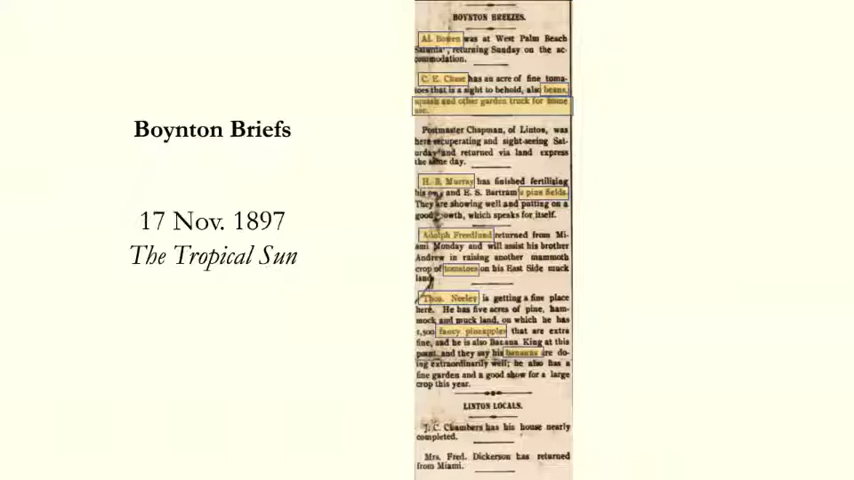 Boynton Briefs
17 Nov. 1897
The Tropical Sun
BOYNTON BREEZES.
Al. Bowen was at West Palm Beach
returning Sunday on the ac-
commodation.
C. E. Chase has an acre of fine toma-
toes that is a sight to behold, also beans,
squash and other garden truck for home
use.
Postmaster Chapman, of Linton, was
here recuperating and sight-seeing Sat-
urday and returned via land express
the same day.
H. B. Murray has finished fertilizing
his own and E. S. Bartram's pine fields.
They are showing well and putting on a
good growth, which speaks for itself.
Adolph Freedlund returned from Mi-
ami Monday and will assist his brother
Andrew in raising another mammoth
crop of tomatoes on his East Side muck
land.
Thos. Neeley is getting a fine place
here. He has five acres of pine, ham-
mock and muck land, on which he has
1,500 fancy pineapples that are extra
fine, and he is also Banana King at this
point, and they say his bananas are do-
ing extraordinarily well; he also has a
fine garden and a good show for a large
crop this year.
LINTON LOCALS.
J. C. Chambers has his house nearly
completed.
Mrs. Fred. Dickerson has returned
from Miami.